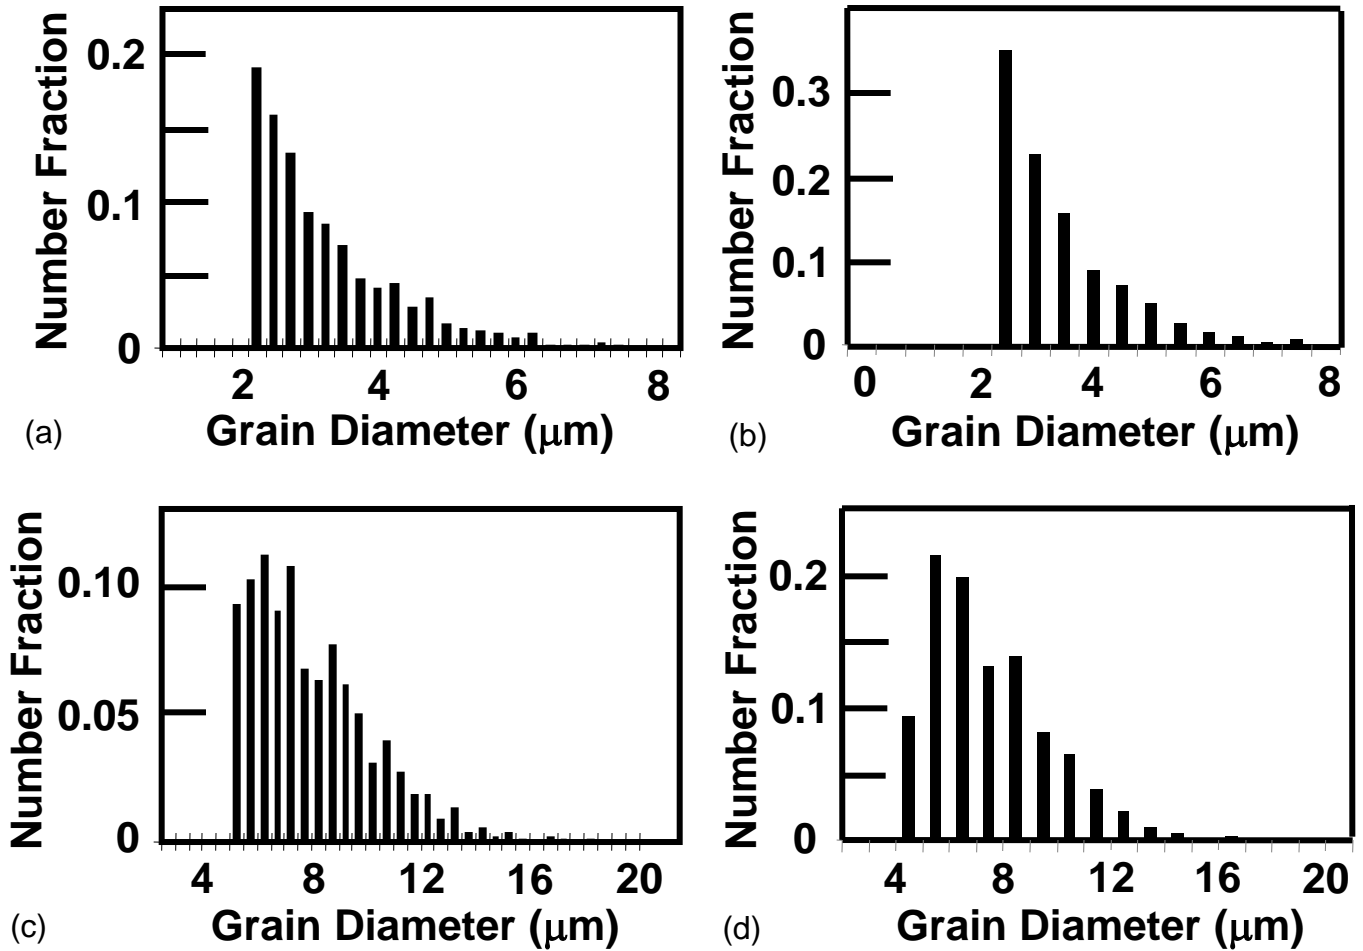 Number Fraction
0.2
0.1
0
2 4 6 8
(a) Grain Diameter (μm)
Number Fraction
0.3
0.2
0.1
0
0 2 4 6 8
(b) Grain Diameter (μm)
Number Fraction
0.10
0.05
0
4 8 12 16 20
(c) Grain Diameter (μm)
Number Fraction
0.2
0.1
0
4 8 12 16 20
(d) Grain Diameter (μm)